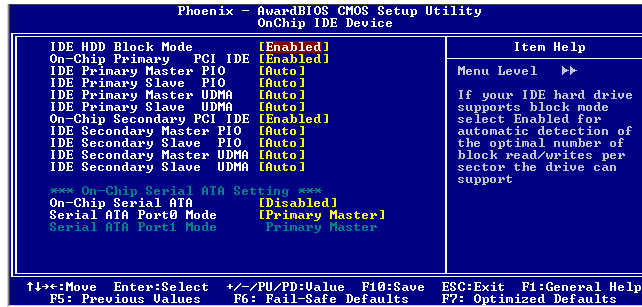 Phoenix - AwardBIOS CMOS Setup Utility
OnChip IDE Device
IDE HDD Block Mode [Enabled]
On-Chip Primary PCI IDE [Enabled]
IDE Primary Master PIO [Auto]
IDE Primary Slave PIO [Auto]
IDE Primary Master UDMA [Auto]
IDE Primary Slave UDMA [Auto]
On-Chip Secondary PCI IDE [Enabled]
IDE Secondary Master PIO [Auto]
IDE Secondary Slave PIO [Auto]
IDE Secondary Master UDMA [Auto]
IDE Secondary Slave UDMA [Auto]
*** On-Chip Serial ATA Setting ***
On-Chip Serial ATA [Disabled]
Serial ATA Port0 Mode [Primary Master]
Serial ATA Port1 Mode Primary Master
Item Help
Menu Level ►►
If your IDE hard drive
supports block mode
select Enabled for
automatic detection of
the optimal number of
block read/writes per
sector the drive can
support
↑↓→←:Move Enter:Select +/-/PU/PD:Value F10:Save ESC:Exit F1:General Help
F5: Previous Values F6: Fail-Safe Defaults F7: Optimized Defaults